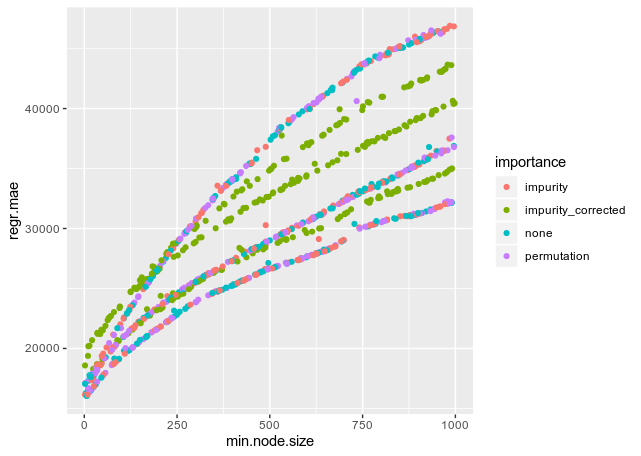 40000
30000
20000
regr.mae
0
250
500
750
1000
min.node.size
importance
impurity
impurity_corrected
none
permutation